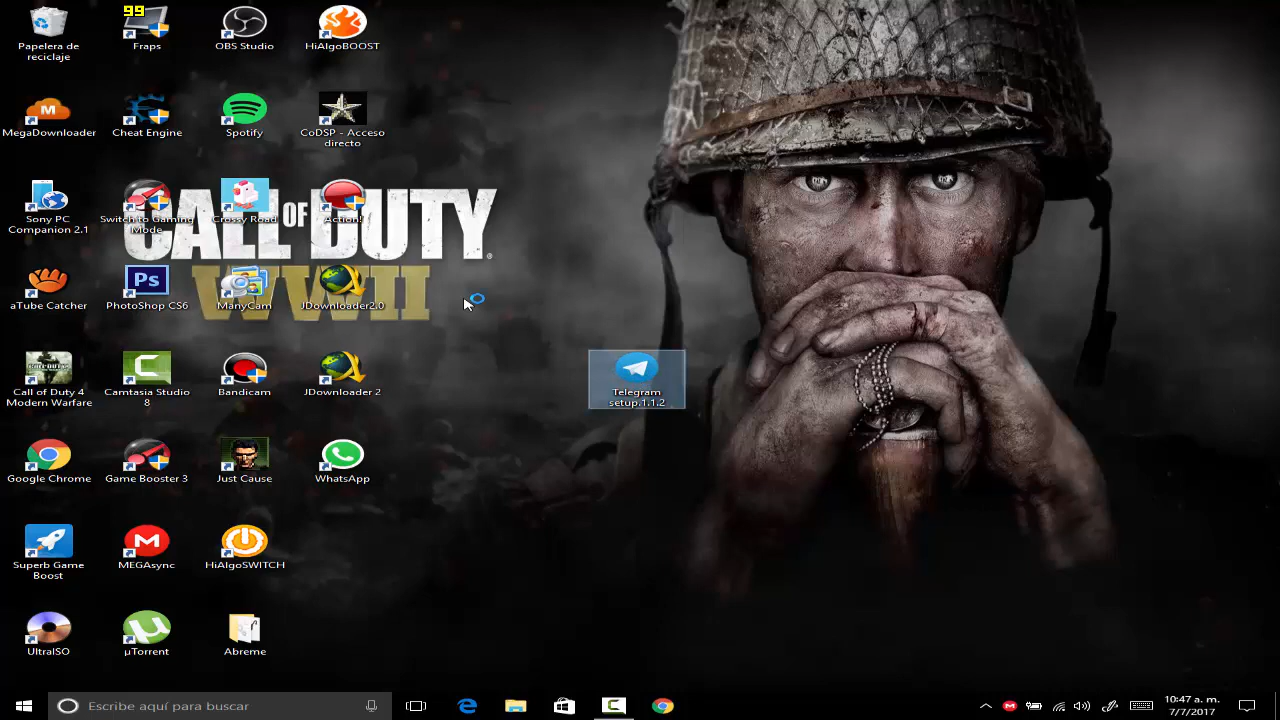 99
Papelera de
reciclaje
Fraps
OBS Studio
HiAlgoBOOST
MegaDownloader
Cheat Engine
Spotify
CoDSP - Acceso
directo
Sony PC
Companion 2.1
Switch to Gaming
Mode
Crossy Road
Action!
CALL OF DUTY
WWII
aTube Catcher
Ps
PhotoShop CS6
ManyCam
JDownloader2.0
Call of Duty 4
Modern Warfare
Camtasia Studio
8
Bandicam
JDownloader 2
Telegram
setup.1.1.2
Google Chrome
Game Booster 3
Just Cause
WhatsApp
Superb Game
Boost
MEGAsync
HiAlgoSWITCH
UltraISO
µTorrent
Abreme
Escribe aquí para buscar
10:47 a. m.
7/7/2017